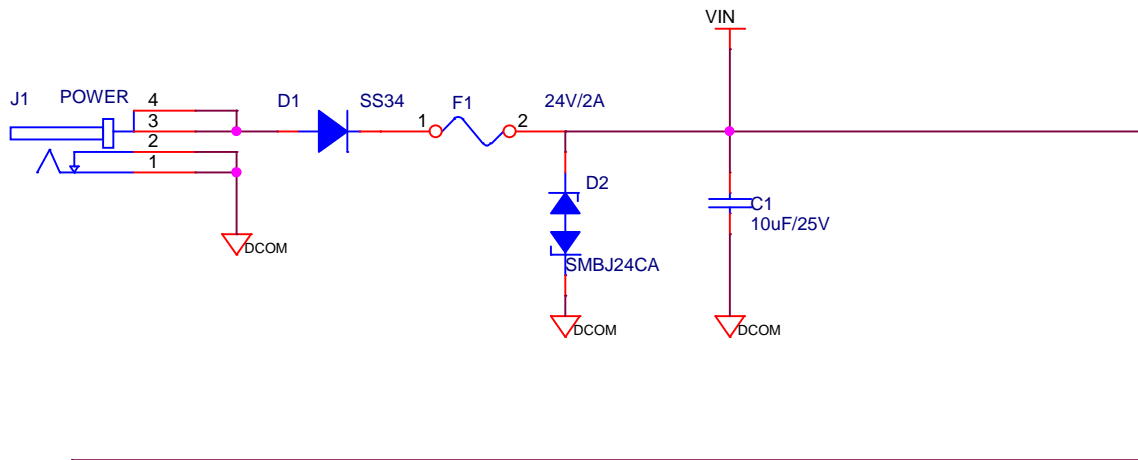 VIN
J1 POWER 4 D1 SS34 F1 24V/2A
3 1 2
2
1
D2
C1
10uF/25V
DCOM
SMBJ24CA
DCOM DCOM